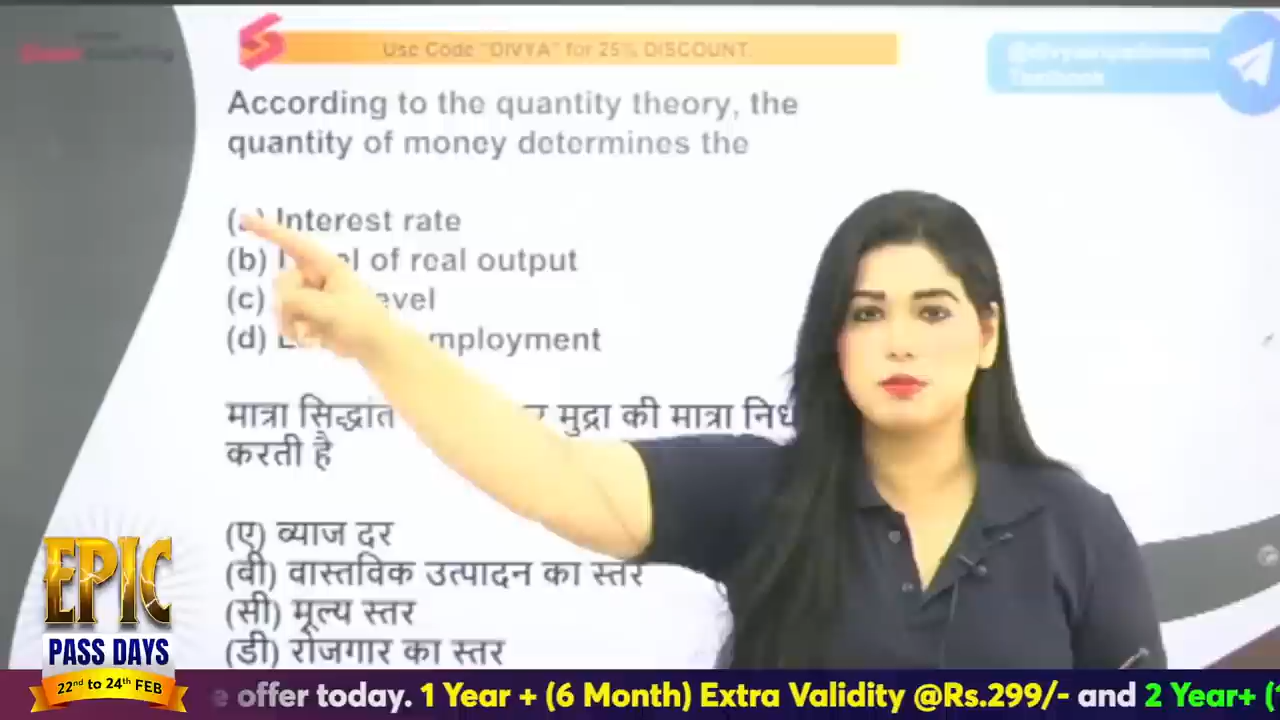 Use Code "DIVYA" for 25% DISCOUNT
According to the quantity theory, the
quantity of money determines the
(a) Interest rate
(b) of real output
(c)
(d) mployment
मात्रा सिद्धांत मुद्रा की मात्रा
करती है
(ए) व्याज दर
(बी) वास्तविक उत्पादन का स्तर
(सी) मूल्य स्तर
(डी) रोजगार का स्तर
EPIC
PASS DAYS
22nd to 24th FEB
offer today. 1 Year + (6 Month) Extra Validity @Rs.299/- and 2 Year+